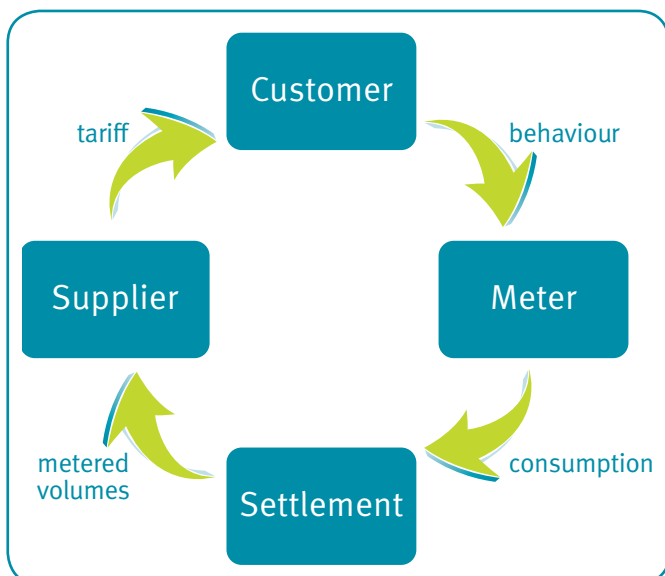 Customer
tariff
behaviour
Supplier
Meter
metered
volumes
consumption
Settlement